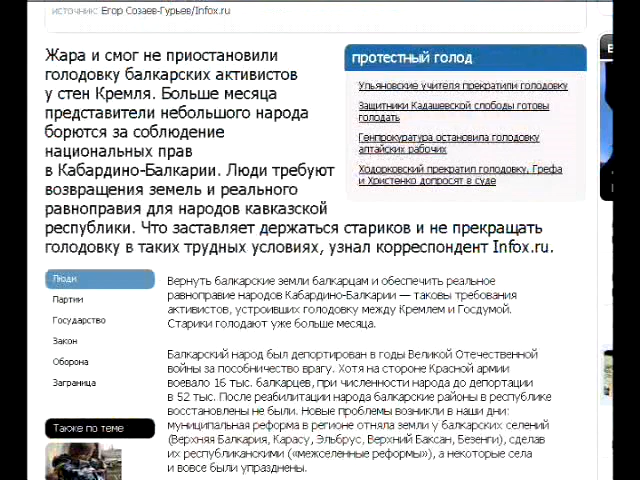 источник: Егор Созаев-Гурьев/Infox.ru
Жара и смог не приостановили
голодовку балкарских активистов
у стен Кремля. Больше месяца
представители небольшого народа
борются за соблюдение
национальных прав
в Кабардино-Балкарии. Люди требуют
возвращения земель и реального
равноправия для народов кавказской
республики. Что заставляет держаться стариков и не прекращать
голодовку в таких трудных условиях, узнал корреспондент Infox.ru.
протестный голод
Ульяновские учителя прекратили голодовку
Защитники Кадашевской слободы готовы
голодать
Генпрокуратура остановила голодовку
алтайских рабочих
Ходорковский прекратил голодовку, Грефа
и Христенко допросят в суде
Люди
Партии
Государство
Закон
Оборона
Заграница
Также по теме
Вернуть балкарские земли балкарцам и обеспечить реальное
равноправие народов Кабардино-Балкарии — таковы требования
активистов, устроивших голодовку между Кремлем и Госдумой.
Старики голодают уже больше месяца.
Балкарский народ был депортирован в годы Великой Отечественной
войны за пособничество врагу. Хотя на стороне Красной армии
воевало 16 тыс. балкарцев, при численности народа до депортации
в 52 тыс. После реабилитации народа балкарские районы в республике
восстановлены не были. Новые проблемы возникли в наши дни:
муниципальная реформа в регионе отняла земли у балкарских селений
(Верхняя Балкария, Карасу, Эльбрус, Верхний Баксан, Безенги), сделав
их республиканскими («межселенные реформы»), а некоторые села
и вовсе были упразднены.